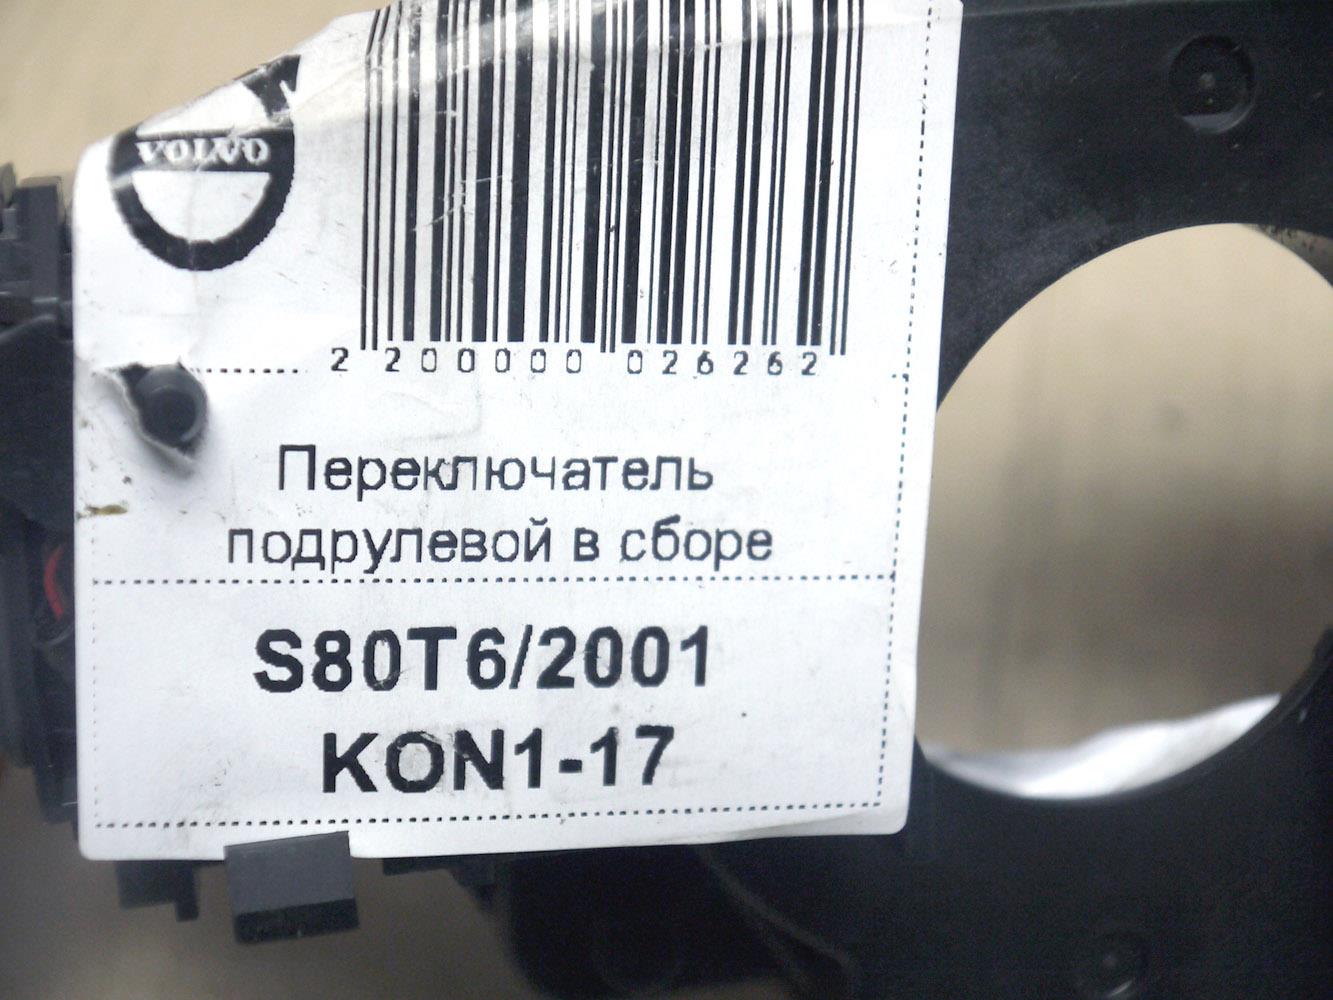 VOLVO
2 200000 026262
Переключатель
подрулевой в сборе
S80T6/2001
KON1-17